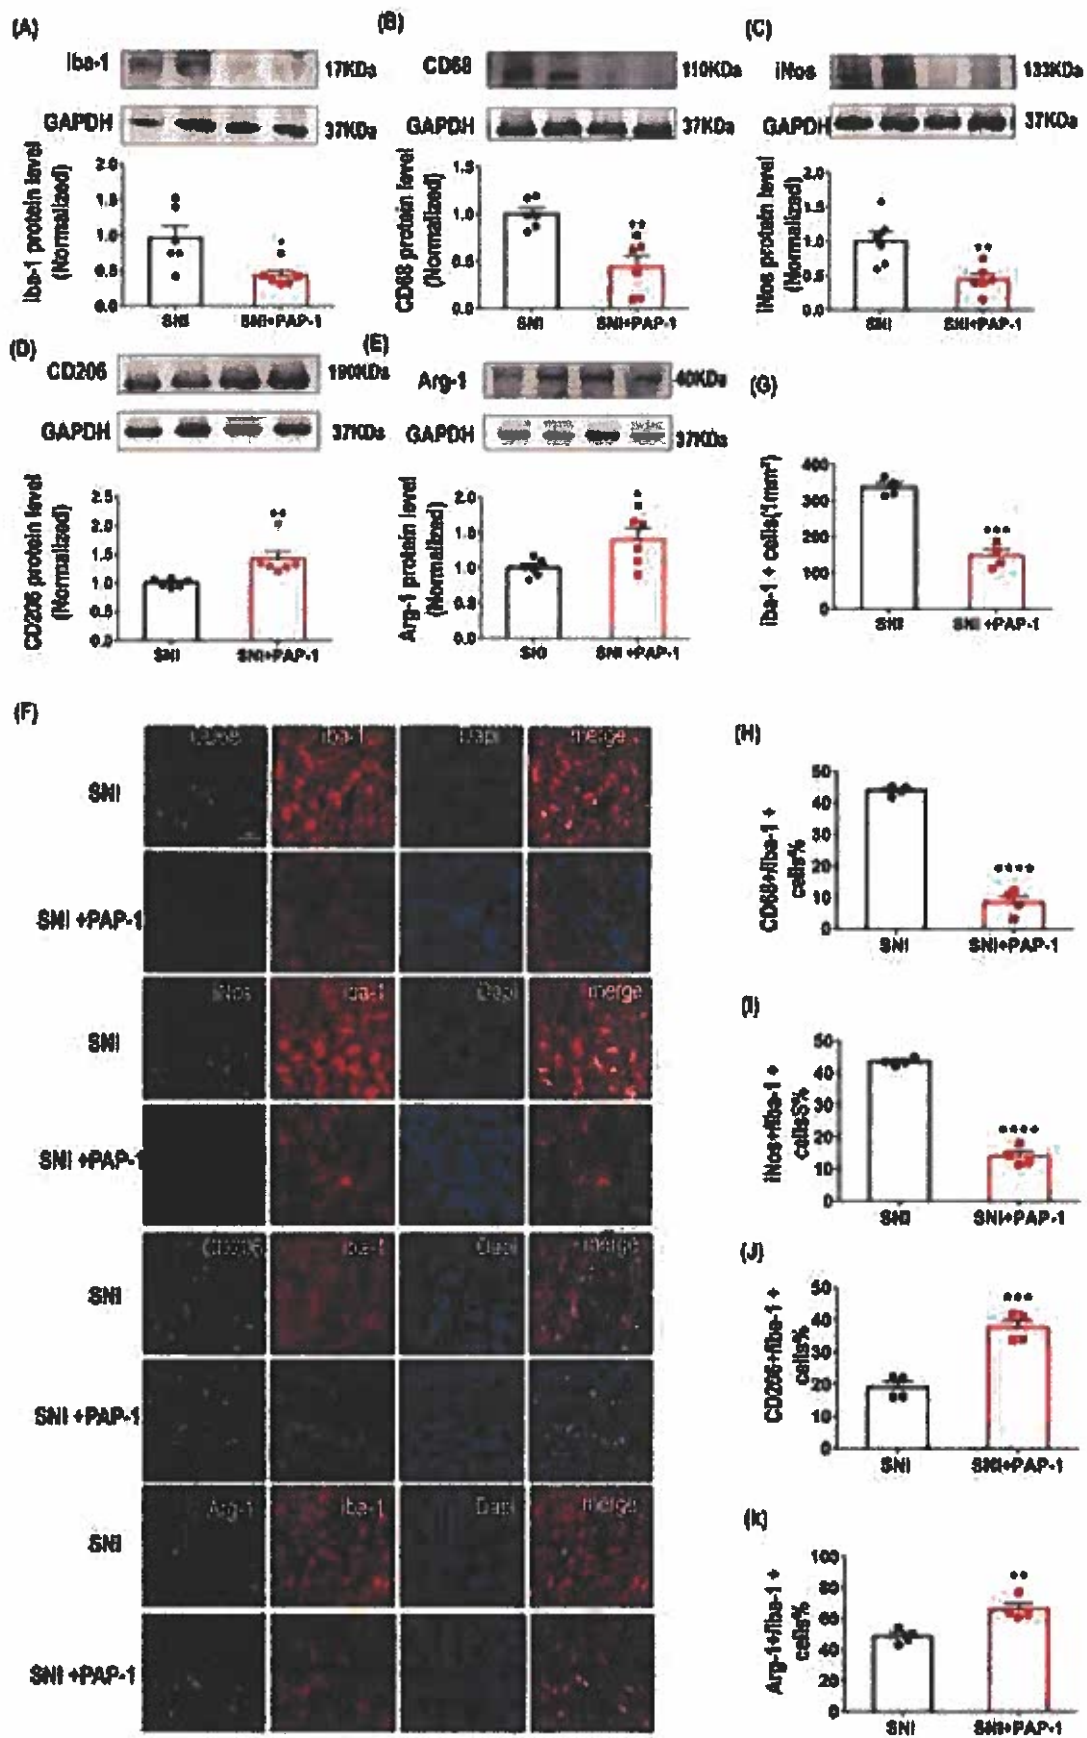 (A)
Iba-1
17KDa
GAPDH
37KDa
Iba-1 protein level
(Normalized)
2.0
1.5
1.0
0.5
0.0
SNI
SNI+PAP-1
*
(B)
CD68
110KDa
GAPDH
37KDa
CD68 protein level
(Normalized)
1.5
1.0
0.5
0.0
SNI
SNI+PAP-1
**
(C)
iNos
133KDa
GAPDH
37KDa
iNos protein level
(Normalized)
2.0
1.5
1.0
0.5
0.0
SNI
SNI+PAP-1
**
(D)
CD206
190KDa
GAPDH
37KDa
CD206 protein level
(Normalized)
2.5
2.0
1.5
1.0
0.5
0.0
SNI
SNI+PAP-1
**
(E)
Arg-1
40KDa
GAPDH
37KDa
Arg-1 protein level
(Normalized)
2.0
1.5
1.0
0.5
0.0
SNI
SNI +PAP-1
*
(G)
Iba-1 + cells(1mm²)
400
300
200
100
0
SNI
SNI +PAP-1
***
(F)
Iba-1
merge
SNI
SNI +PAP-1
iNos
Iba-1
Dapi
merge
SNI
SNI +PAP-1
CD206
Iba-1
Dapi
merge
SNI
SNI +PAP-1
Arg-1
Iba-1
Dapi
merge
SNI
SNI +PAP-1
(H)
CD68+/Iba-1 +
cells%
50
40
30
20
10
0
SNI
SNI+PAP-1
****
(I)
iNos+/Iba-1 +
cells%
50
40
30
20
10
0
SNI
SNI+PAP-1
****
(J)
CD206+/Iba-1 +
cells%
50
40
30
20
10
0
SNI
SNI+PAP-1
***
(k)
Arg-1+/Iba-1 +
cells%
100
80
60
40
20
0
SNI
SNI+PAP-1
**